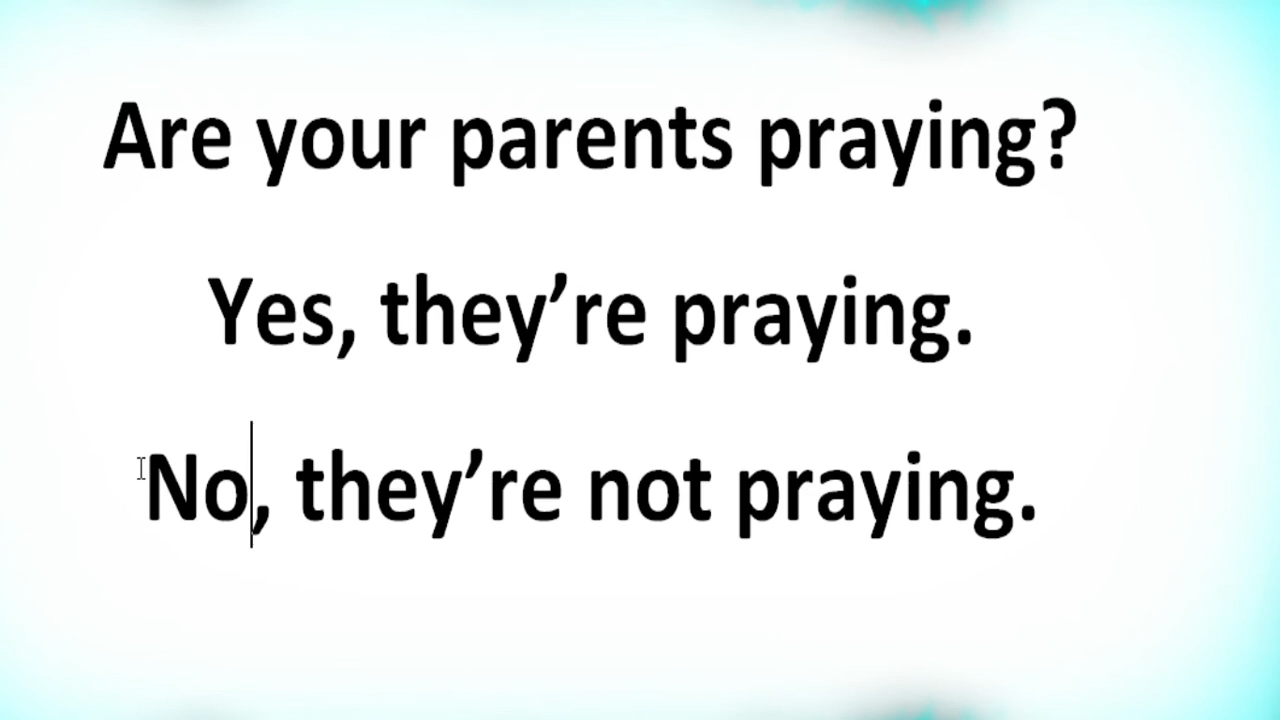 Are your parents praying?
Yes, they’re praying.
No, they’re not praying.